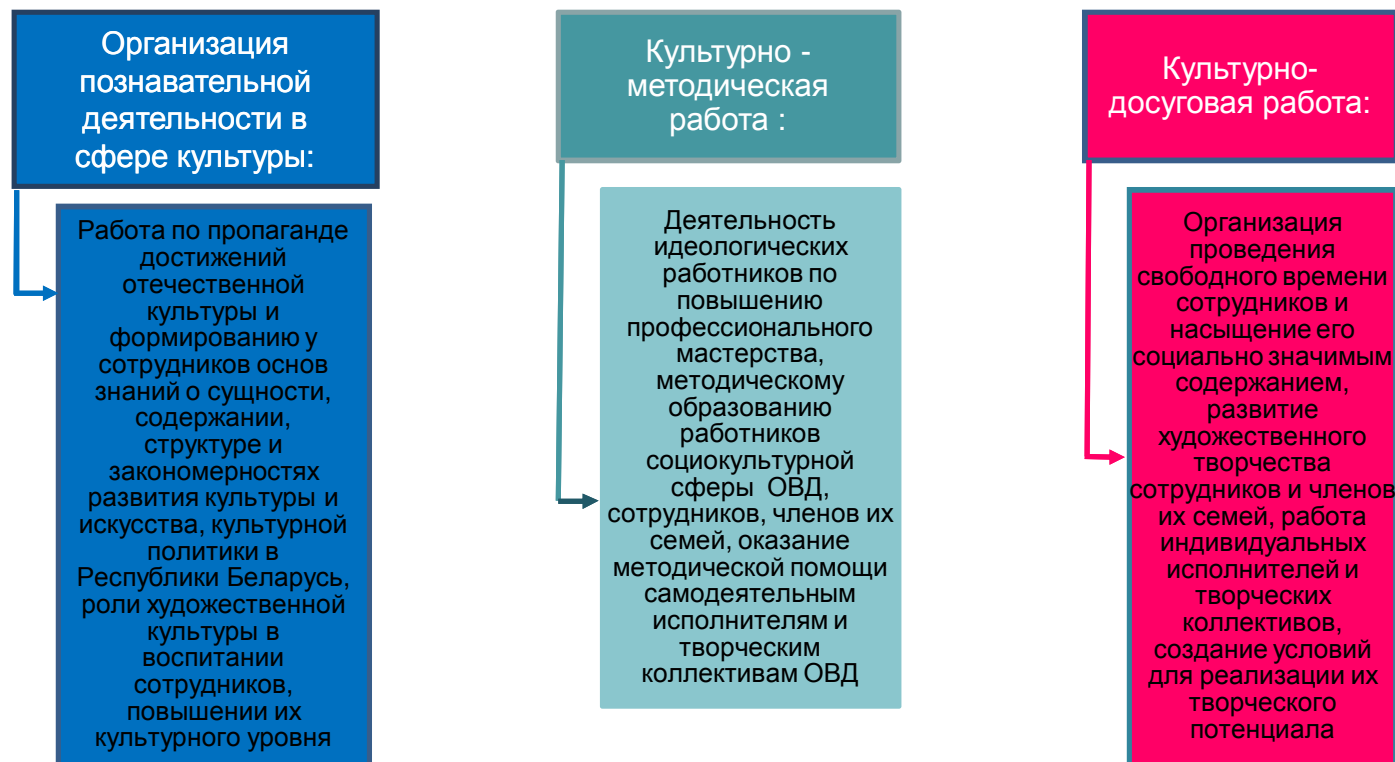 Организация
познавательной
деятельности в
сфере культуры:
Работа по пропаганде
достижений
отечественной
культуры и
формированию у
сотрудников основ
знаний о сущности,
содержании,
структуре и
закономерностях
развития культуры и
искусства, культурной
политики в
Республики Беларусь,
роли художественной
культуры в
воспитании
сотрудников,
повышении их
культурного уровня
Культурно -
методическая
работа :
Деятельность
идеологических
работников по
повышению
профессионального
мастерства,
методическому
образованию
работников
социокультурной
сферы ОВД,
сотрудников, членов их
семей, оказание
методической помощи
самодеятельным
исполнителям и
творческим
коллективам ОВД
Культурно-
досуговая работа:
Организация
проведения
свободного времени
сотрудников и
насыщение его
социально значимым
содержанием,
развитие
художественного
творчества
сотрудников и членов
их семей, работа
индивидуальных
исполнителей и
творческих
коллективов,
создание условий
для реализации их
творческого
потенциала